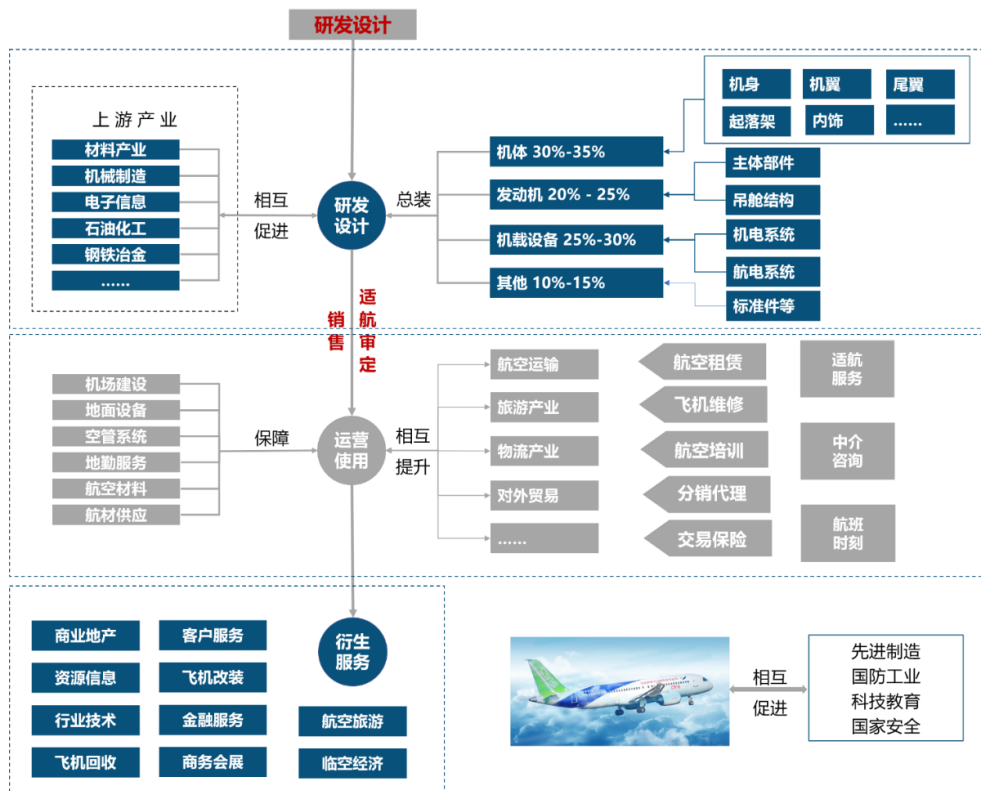 研发设计
上游产业
材料产业
机械制造
电子信息
石油化工
钢铁冶金
......
相互
促进
研发
设计
总装
机体 30%-35%
发动机 20% - 25%
机载设备 25%-30%
其他 10%-15%
机身
机翼
尾翼
起落架
内饰
......
主体部件
吊舱结构
机电系统
航电系统
标准件等
销售
适航审定
机场建设
地面设备
空管系统
地勤服务
航空材料
航材供应
保障
运营
使用
相互
提升
航空运输
旅游产业
物流产业
对外贸易
......
航空租赁
飞机维修
航空培训
分销代理
交易保险
适航
服务
中介
咨询
航班
时刻
商业地产
客户服务
资源信息
飞机改装
行业技术
金融服务
飞机回收
商务会展
衍生
服务
航空旅游
临空经济
相互
促进
先进制造
国防工业
科技教育
国家安全